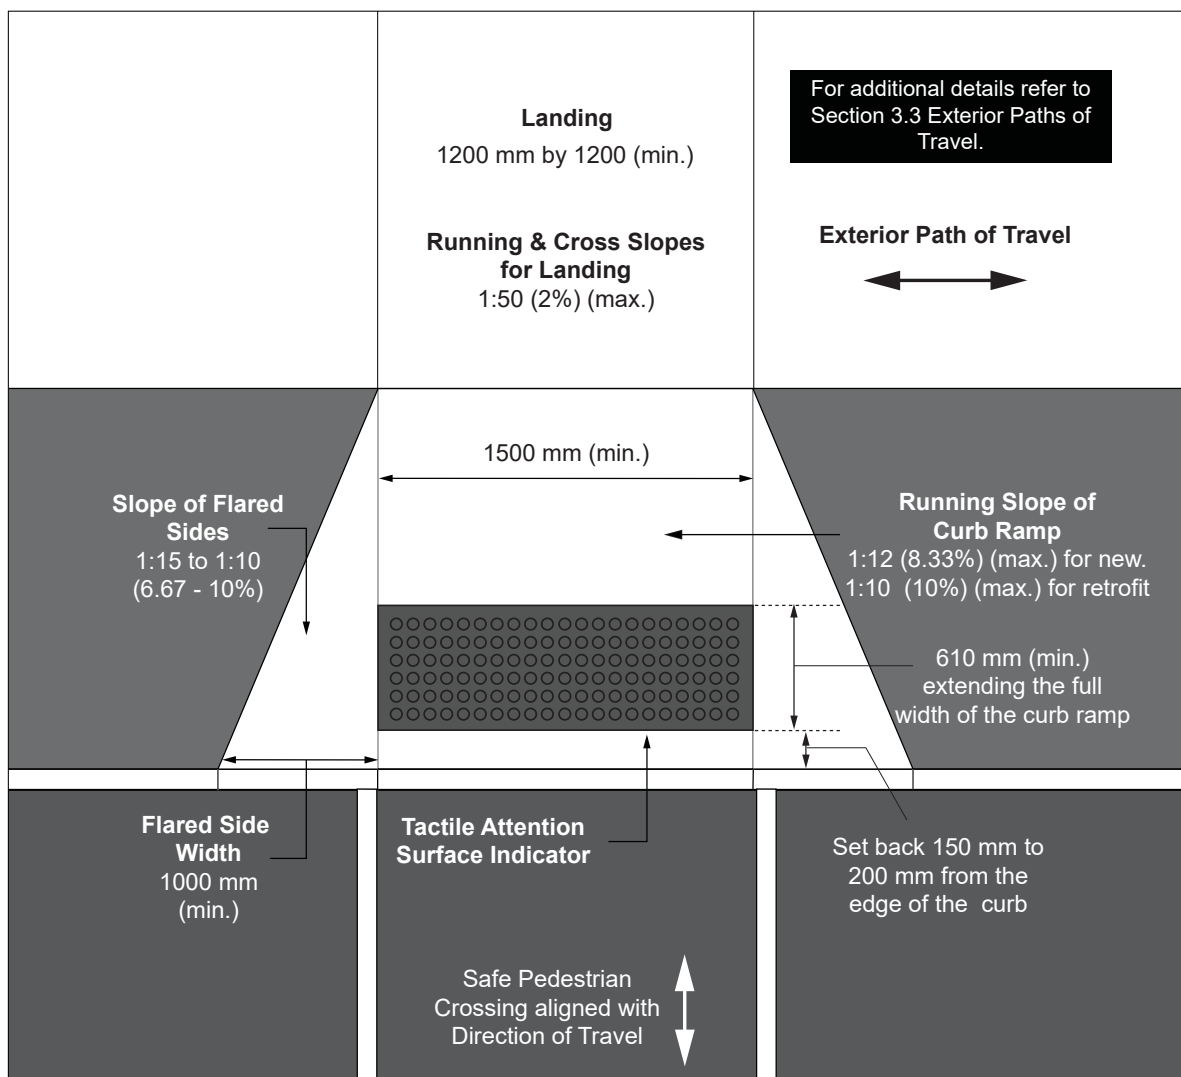 Landing
1200 mm by 1200 (min.)
Running & Cross Slopes
for Landing
1:50 (2%) (max.)
For additional details refer to
Section 3.3 Exterior Paths of
Travel.
Exterior Path of Travel
1500 mm (min.)
Slope of Flared
Sides
1:15 to 1:10
(6.67 - 10%)
Running Slope of
Curb Ramp
1:12 (8.33%) (max.) for new.
1:10 (10%) (max.) for retrofit
610 mm (min.)
extending the full
width of the curb ramp
Flared Side
Width
1000 mm
(min.)
Tactile Attention
Surface Indicator
Set back 150 mm to
200 mm from the
edge of the curb
Safe Pedestrian
Crossing aligned with
Direction of Travel